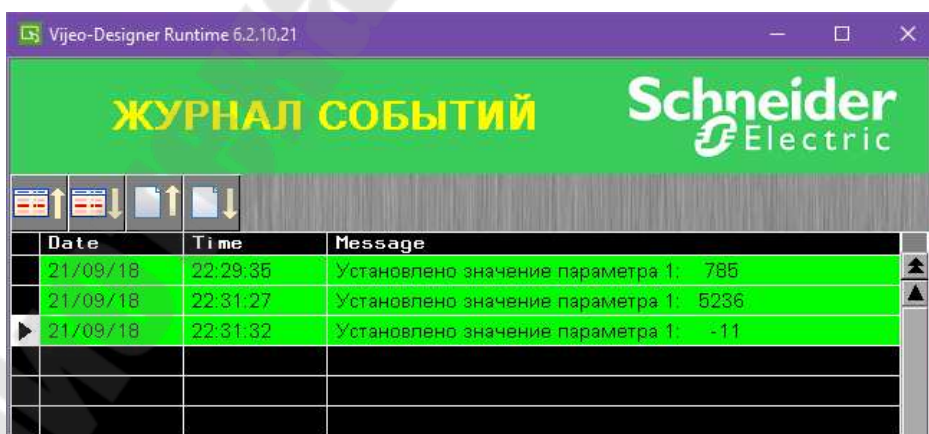 Vijeo-Designer Runtime 6.2.10.21
ЖУРНАЛ СОБЫТИЙ
Schneider
Electric
Date Time Message
21/09/18 22:29:35 Установлено значение параметра 1: 785
21/09/18 22:31:27 Установлено значение параметра 1: 5236
21/09/18 22:31:32 Установлено значение параметра 1: -11